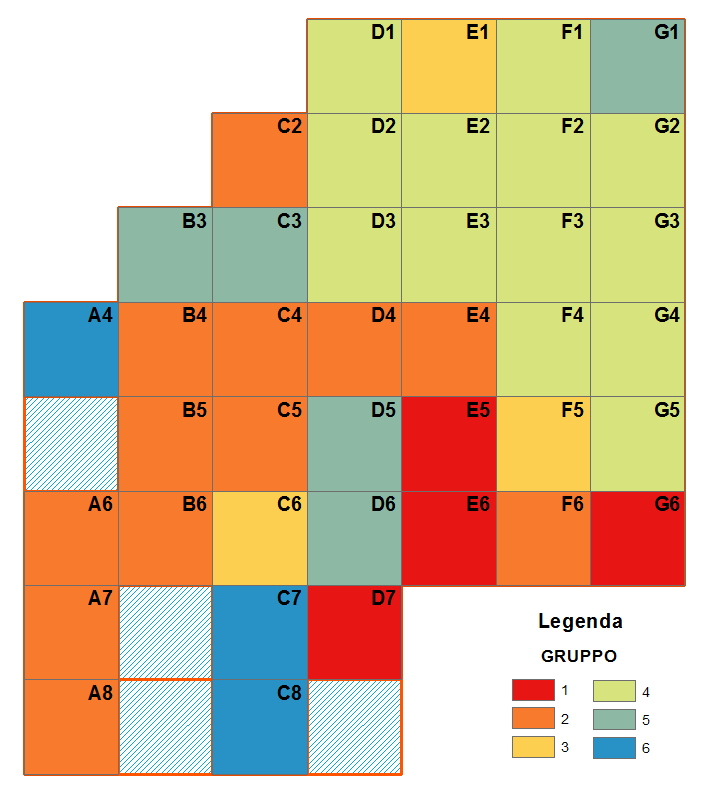 D1 E1 F1 G1
C2 D2 E2 F2 G2
B3 C3 D3 E3 F3 G3
A4 B4 C4 D4 E4 F4 G4
B5 C5 D5 E5 F5 G5
A6 B6 C6 D6 E6 F6 G6
A7 C7 D7
A8 C8
Legenda
GRUPPO
1 4
2 5
3 6